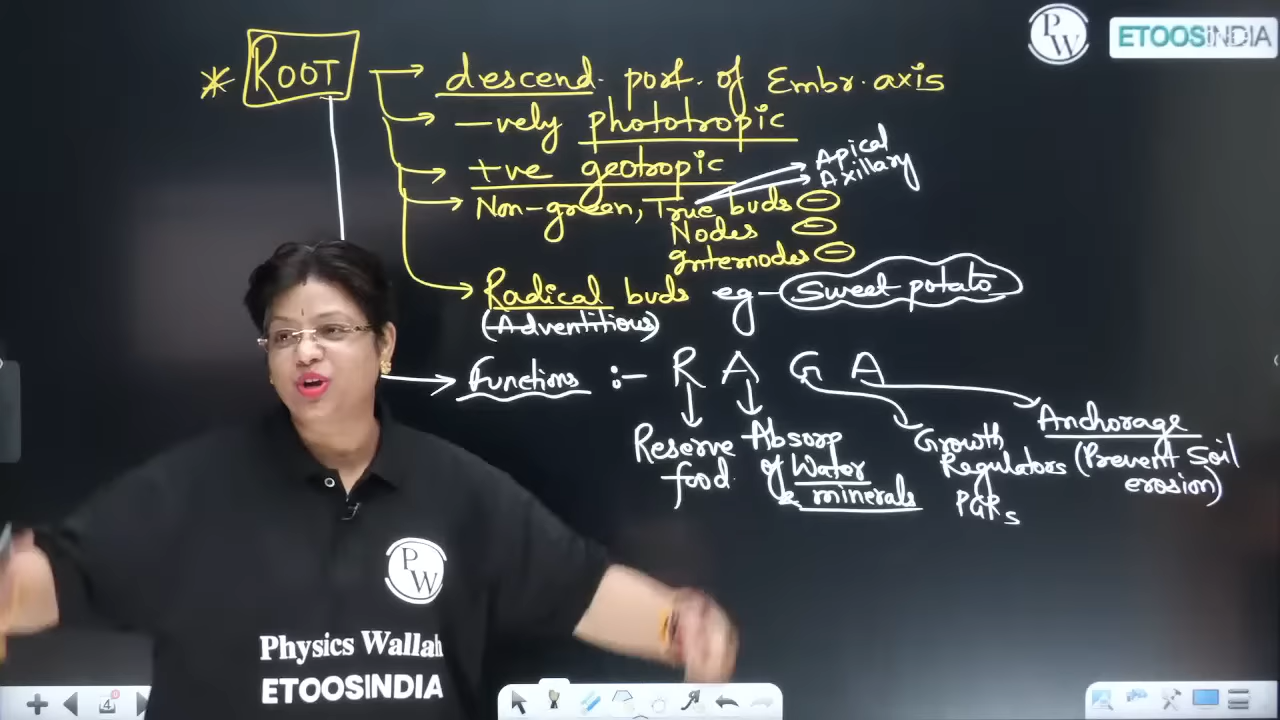 PW
ETOOSINDIA
* ROOT
descend. port. of Embr. axis
-vely phototropic
+ve geotropic
Apical
Axillary
Non-green, True buds -
Nodes -
Internodes -
Radical buds eg- Sweet potato
(Adventitious)
Functions :- R A G A
Reserve food
Absorp of Water & minerals
Growth Regulators PGRs
Anchorage (Prevent Soil erosion)
PW
Physics Wallah
ETOOSINDIA
4